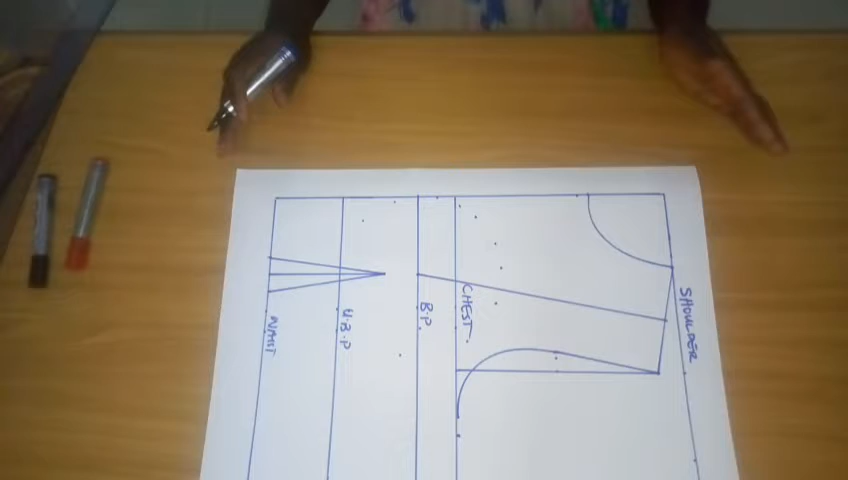 SHOULDER
CHEST.
B.P
U.B.P
WAIST